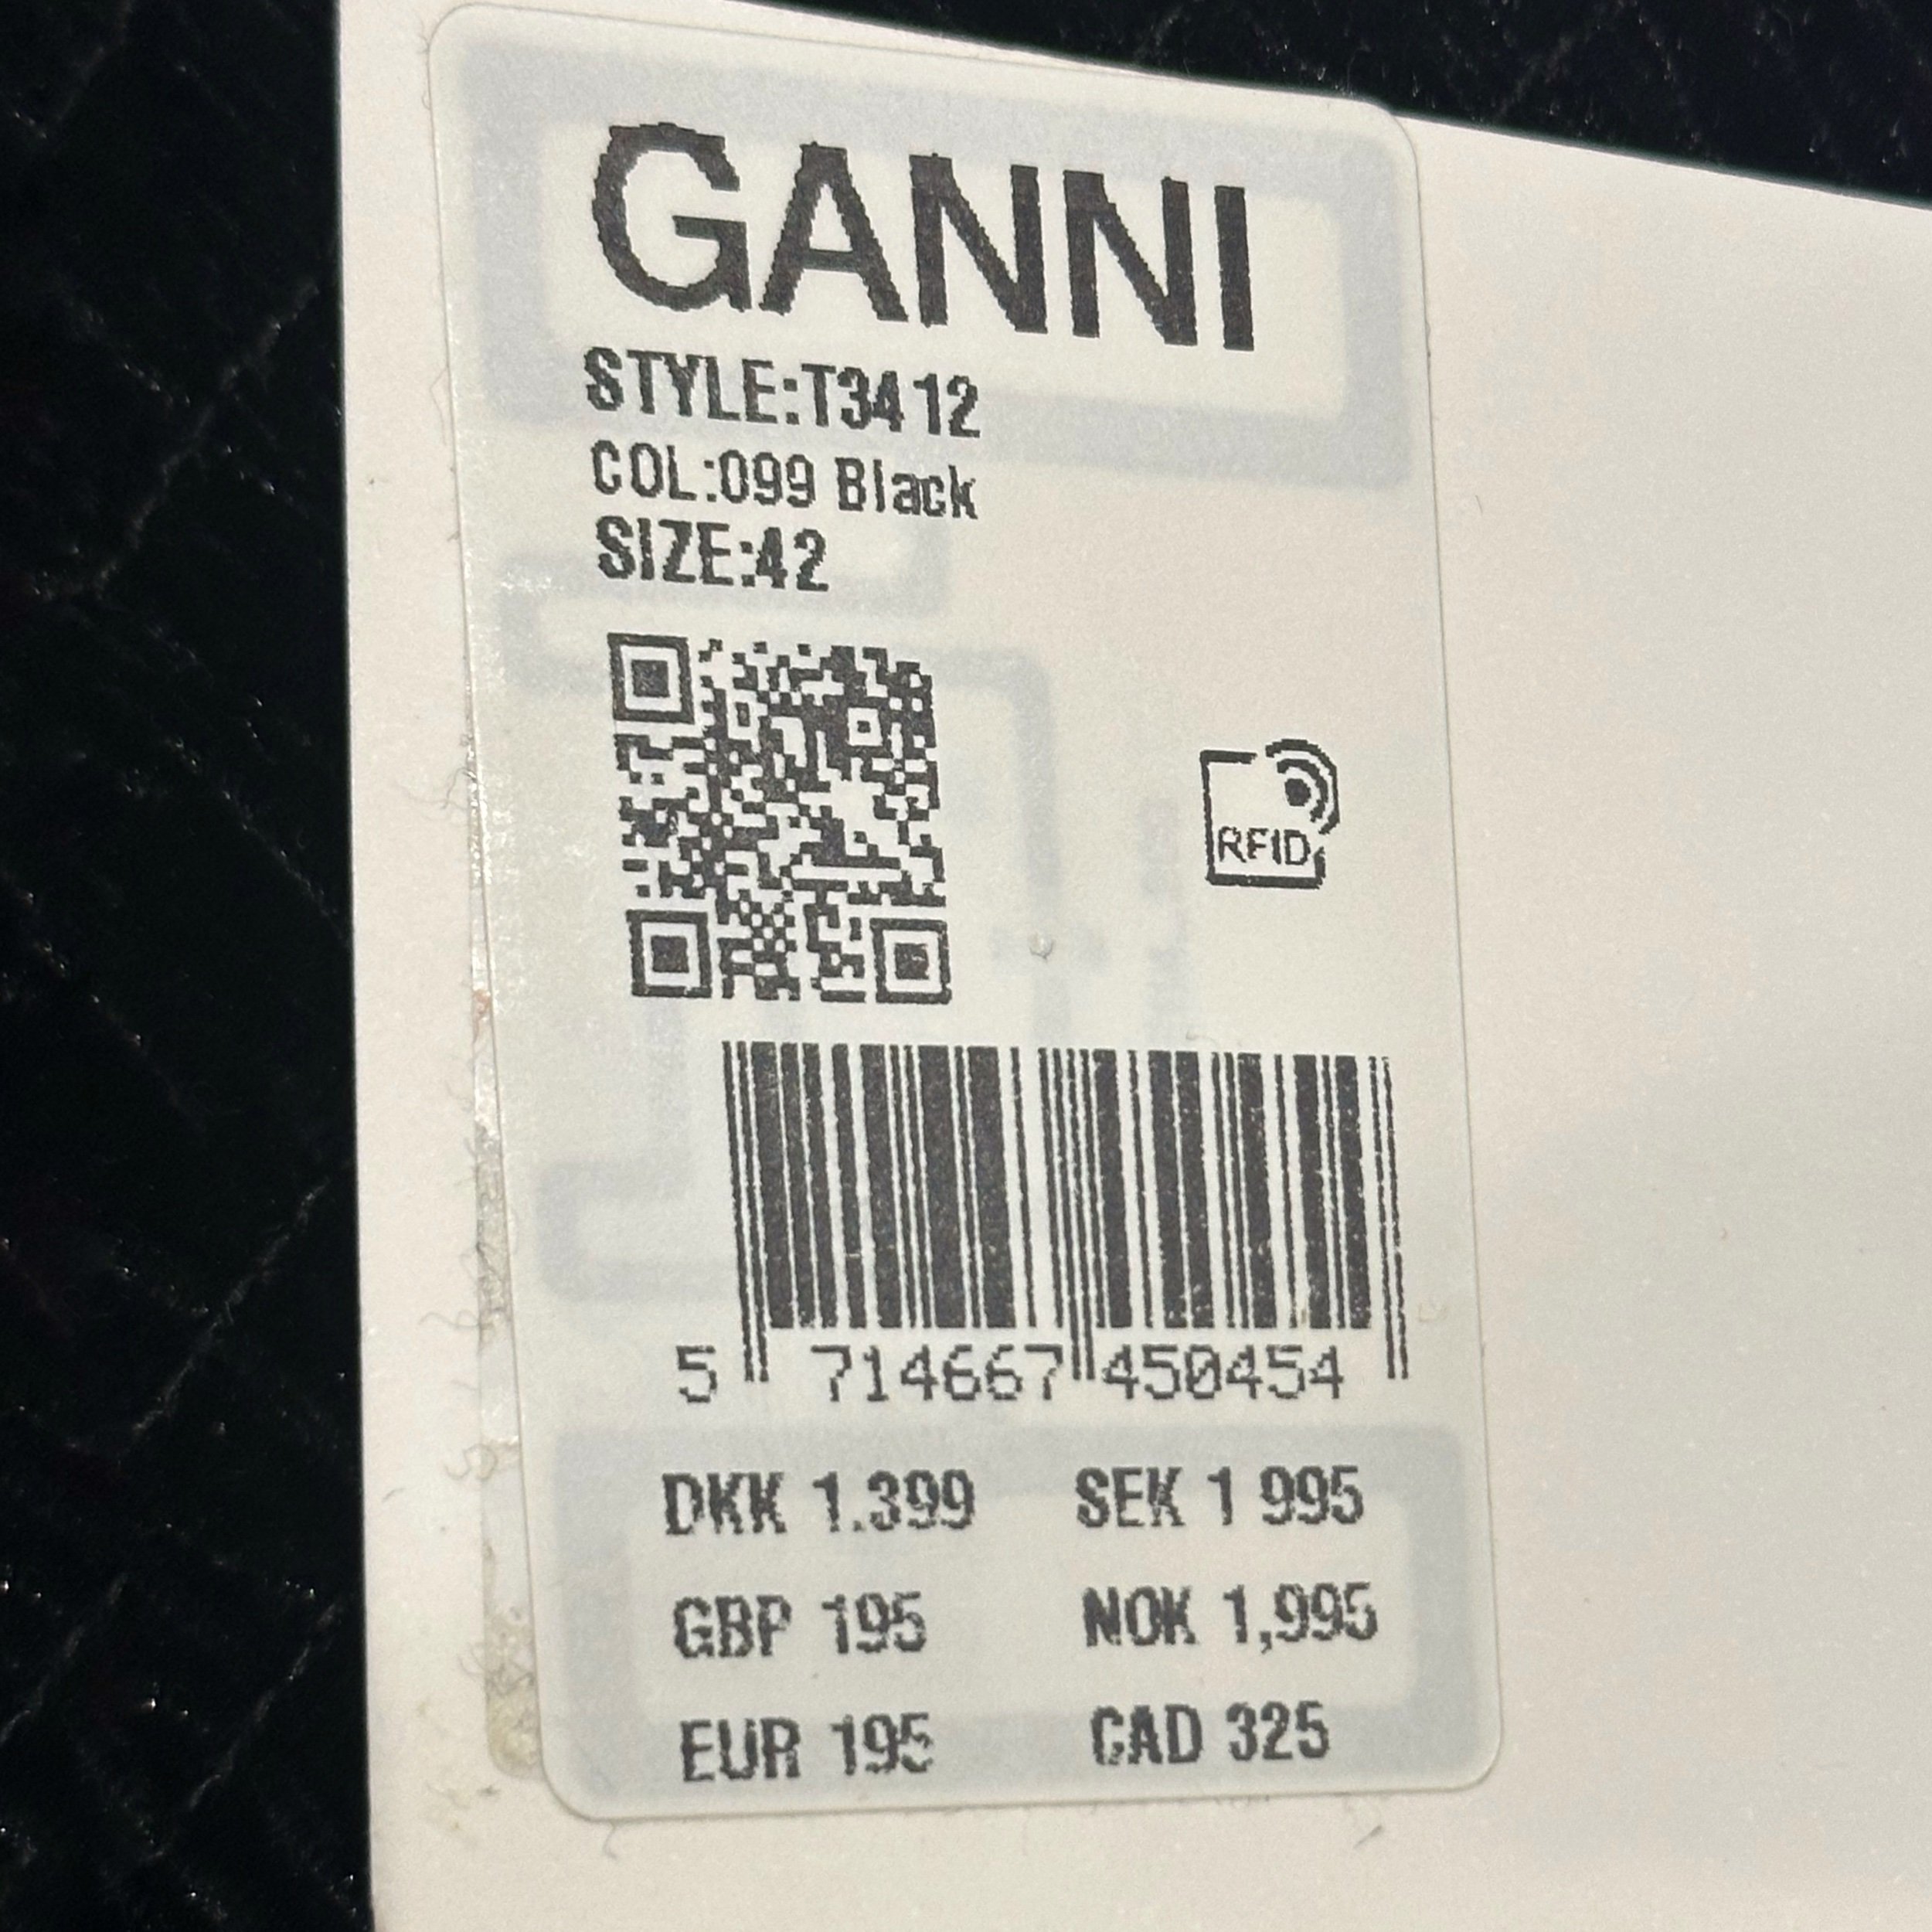 GANNI
STYLE:T3412
COL:099 Black
SIZE:42
RFID
5 714667 450454
DKK 1.399 SEK 1 995
GBP 195 NOK 1,995
EUR 195 CAD 325